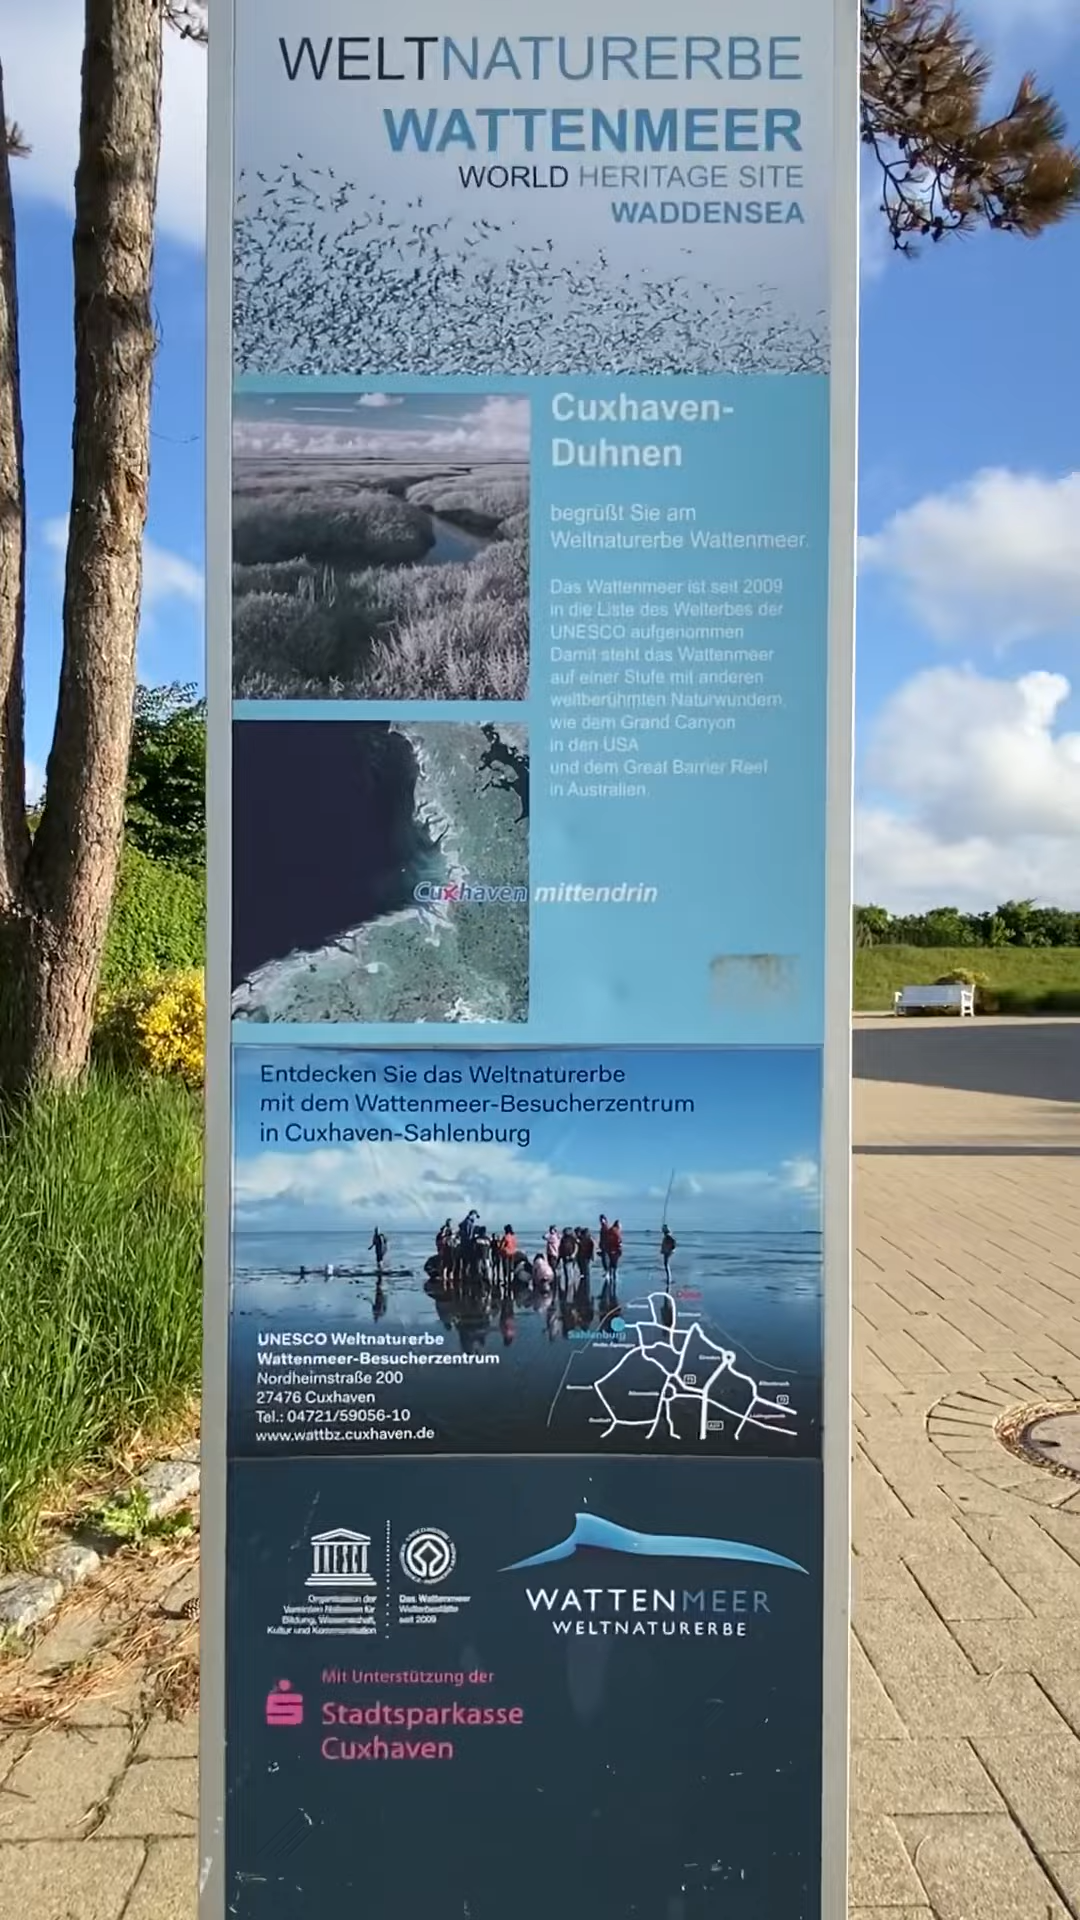 WELTNATURERBE
WATTENMEER
WORLD HERITAGE SITE
WADDENSEA
Cuxhaven-
Duhnen
begrüßt Sie am
Weltnaturerbe Wattenmeer.
Das Wattenmeer ist seit 2009
in die Liste des Welterbes der
UNESCO aufgenommen
Damit steht das Wattenmeer
auf einer Stufe mit anderen
weltberühmten Naturwundern,
wie dem Grand Canyon
in den USA
und dem Great Barrier Reef
in Australien.
Cuxhaven mittendrin
Entdecken Sie das Weltnaturerbe
mit dem Wattenmeer-Besucherzentrum
in Cuxhaven-Sahlenburg
Sahlenburg
UNESCO Weltnaturerbe
Wattenmeer-Besucherzentrum
Nordheimstraße 200
27476 Cuxhaven
Tel.: 04721/59056-10
www.wattbz.cuxhaven.de
Organisation der
Vereinten Nationen für
Bildung, Wissenschaft,
Kultur und Kommunikation
Das Wattenmeer
Welterbestätte
seit 2009
WATTENMEER
WELTNATURERBE
Mit Unterstützung der
Stadtsparkasse
Cuxhaven